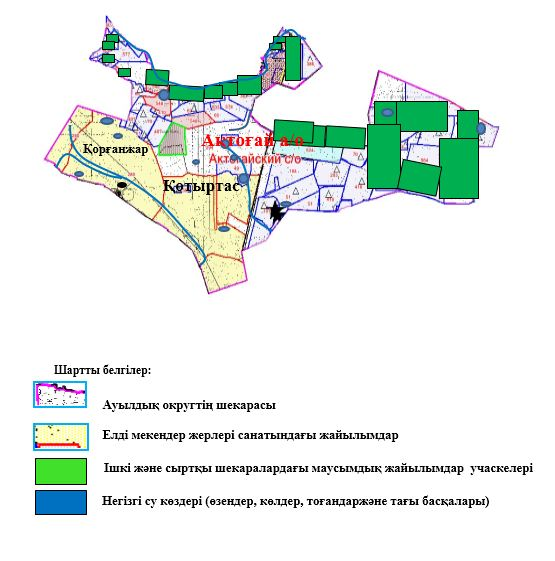 Ақтоғай а/о
Актогайский с/о
Қорғанжар
Қотыртас
Шартты белгілер:
Ауылдық округтің шекарасы
Елді мекендер жерлері санатындағы жайылымдар
Ішкі және сыртқы шекаралардағы маусымдық жайылымдар учаскелері
Негізгі су көздері (өзендер, көлдер, тоғандаржәне тағы басқалары)